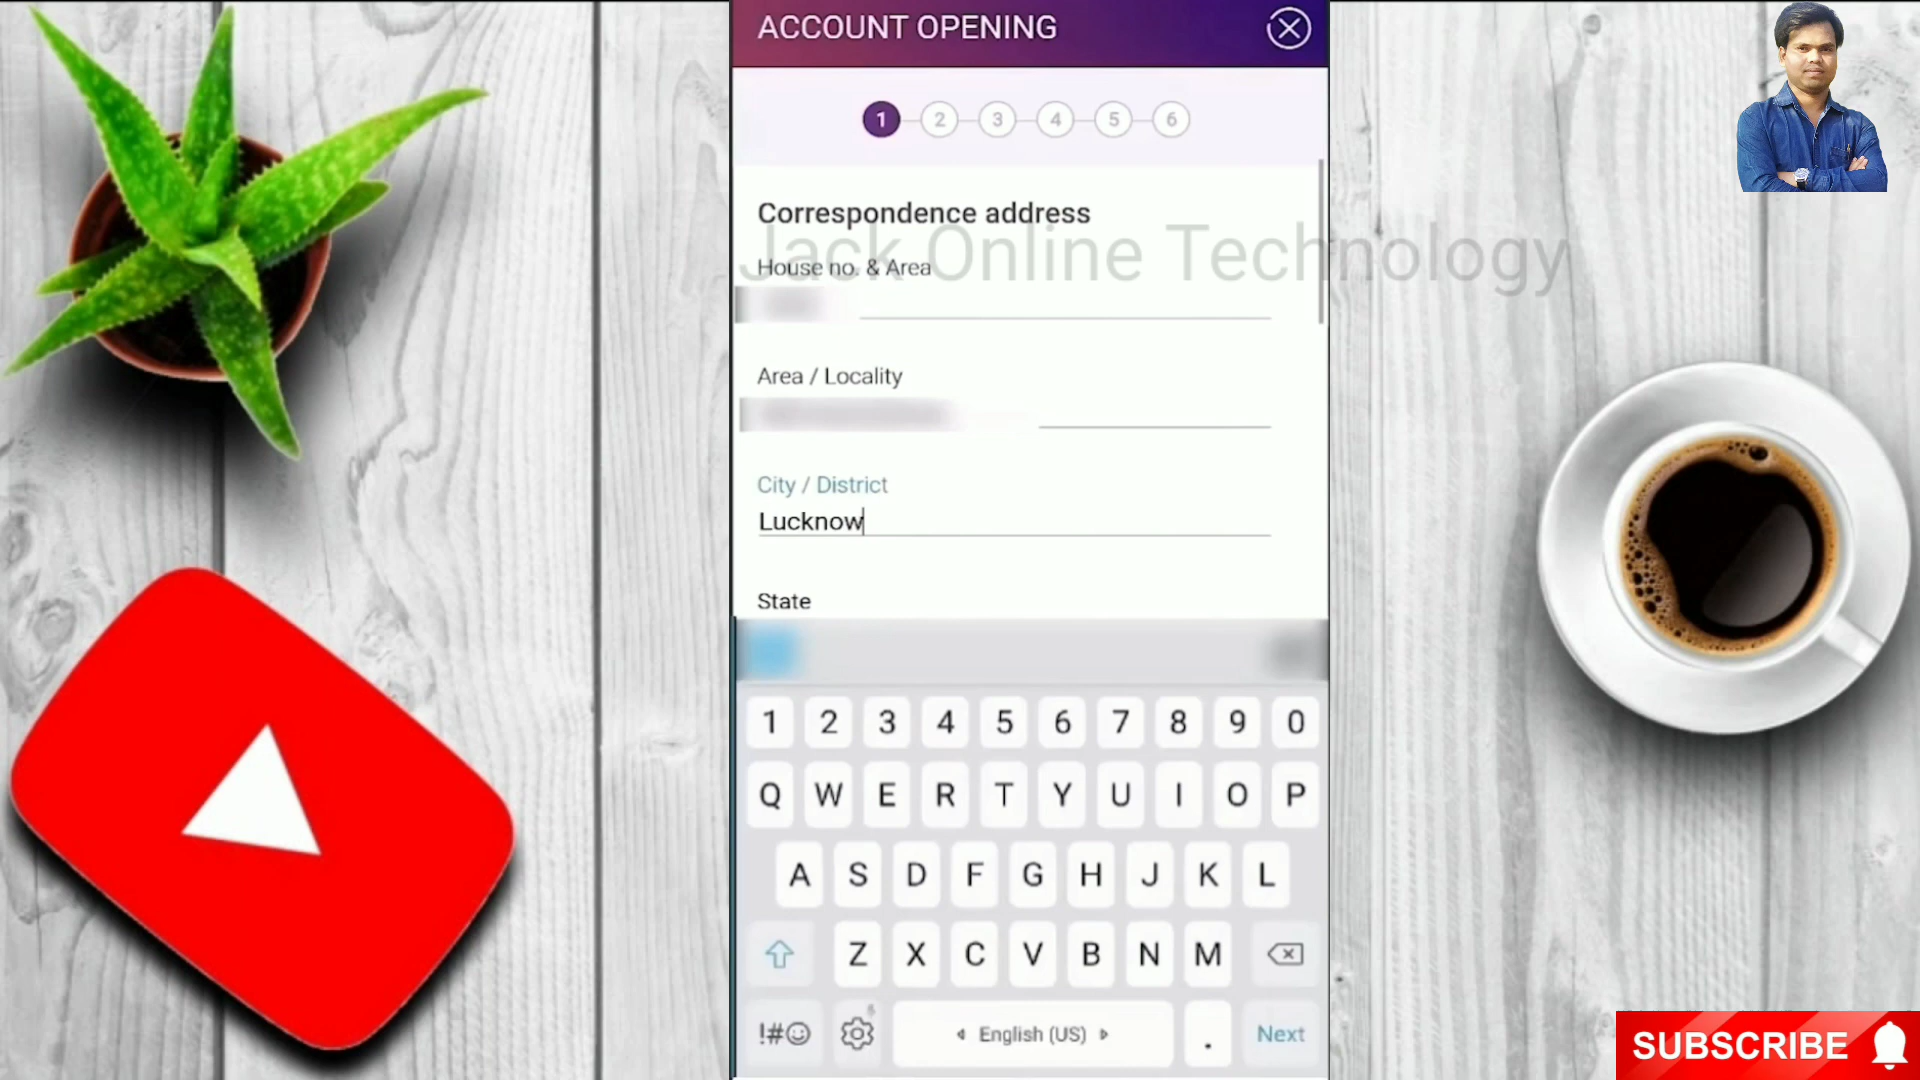 ACCOUNT OPENING
1 2 3 4 5 6
Correspondence address
Jack Online Technology
House no. & Area
Area / Locality
City / District
Lucknow
State
1 2 3 4 5 6 7 8 9 0
Q W E R T Y U I O P
A S D F G H J K L
Z X C V B N M
!#☺ English (US) . Next
SUBSCRIBE